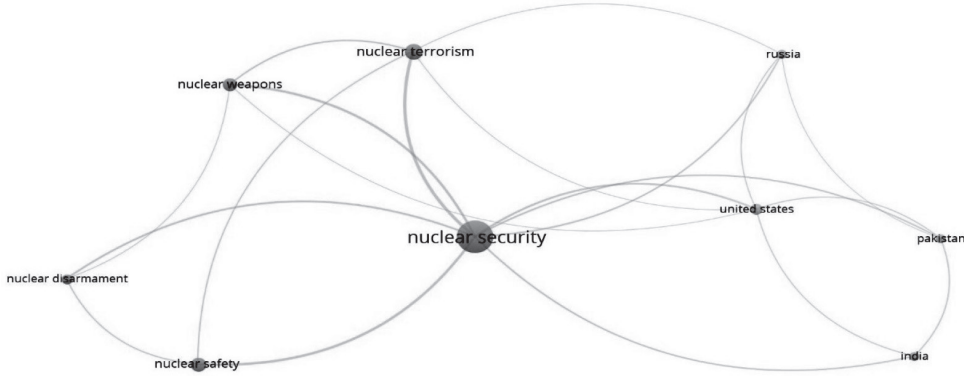 nuclear terrorism
russia
nuclear weapons
united states
nuclear security
pakistan
nuclear disarmament
india
nuclear safety